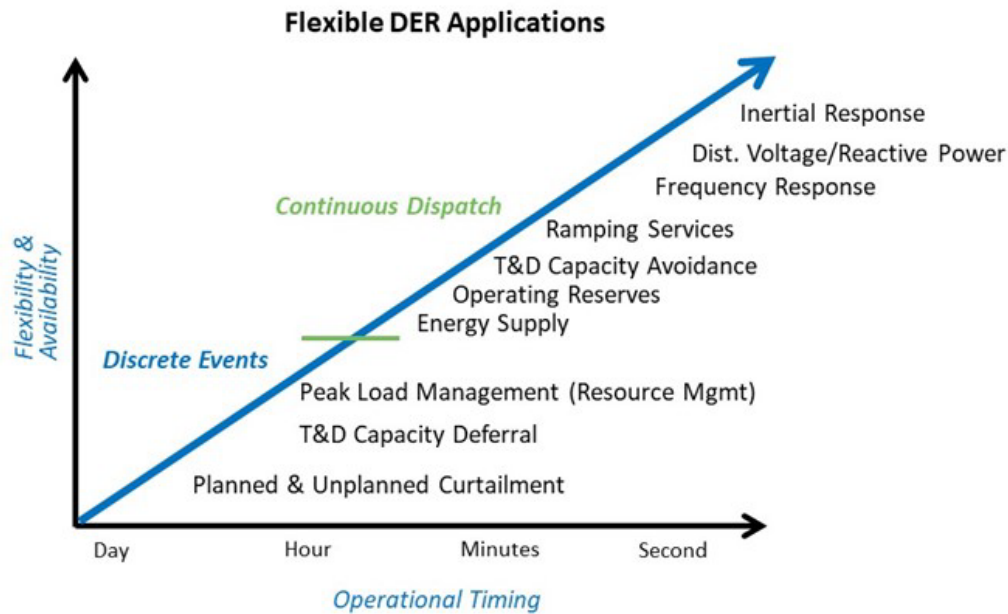 Flexible DER Applications
Inertial Response
Dist. Voltage/Reactive Power
Frequency Response
Continuous Dispatch
Ramping Services
T&D Capacity Avoidance
Operating Reserves
Energy Supply
Flexibility &
Availability
Discrete Events
Peak Load Management (Resource Mgmt)
T&D Capacity Deferral
Planned & Unplanned Curtailment
Day
Hour
Minutes
Second
Operational Timing